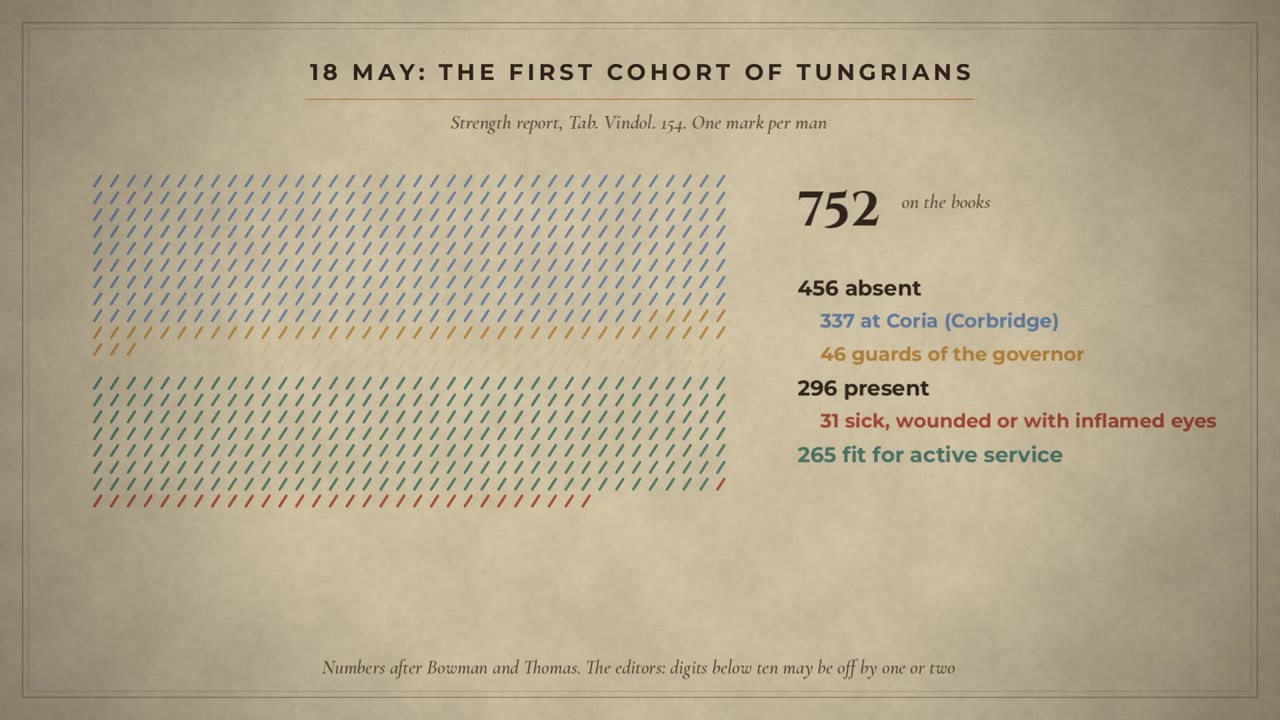 18 MAY: THE FIRST COHORT OF TUNGRIANS
Strength report, Tab. Vindol. 154. One mark per man
752 on the books
456 absent
337 at Coria (Corbridge)
46 guards of the governor
296 present
31 sick, wounded or with inflamed eyes
265 fit for active service
Numbers after Bowman and Thomas. The editors: digits below ten may be off by one or two